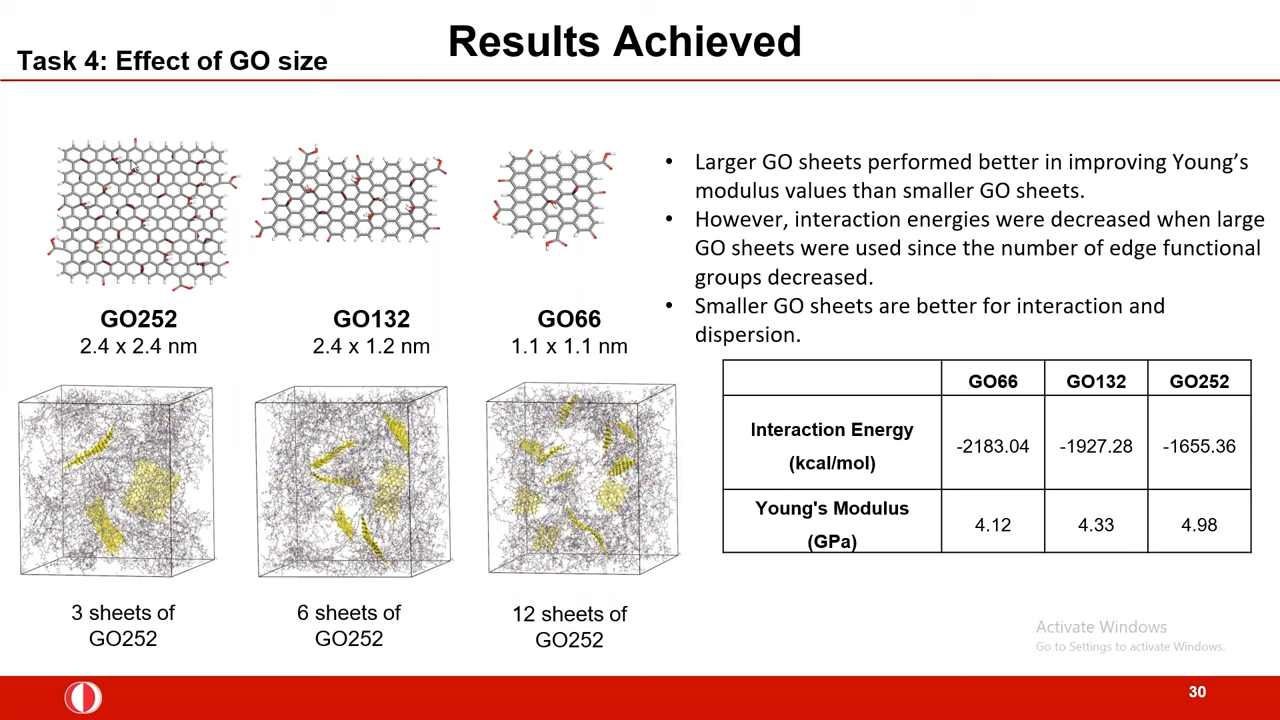 Results Achieved
Task 4: Effect of GO size
GO252
2.4 x 2.4 nm
GO132
2.4 x 1.2 nm
GO66
1.1 x 1.1 nm
3 sheets of
GO252
6 sheets of
GO252
12 sheets of
GO252
• Larger GO sheets performed better in improving Young’s
modulus values than smaller GO sheets.
• However, interaction energies were decreased when large
GO sheets were used since the number of edge functional
groups decreased.
• Smaller GO sheets are better for interaction and
dispersion.
GO66 GO132 GO252
Interaction Energy
(kcal/mol)
-2183.04 -1927.28 -1655.36
Young's Modulus
(GPa)
4.12 4.33 4.98
Activate Windows
Go to Settings to activate Windows.
30